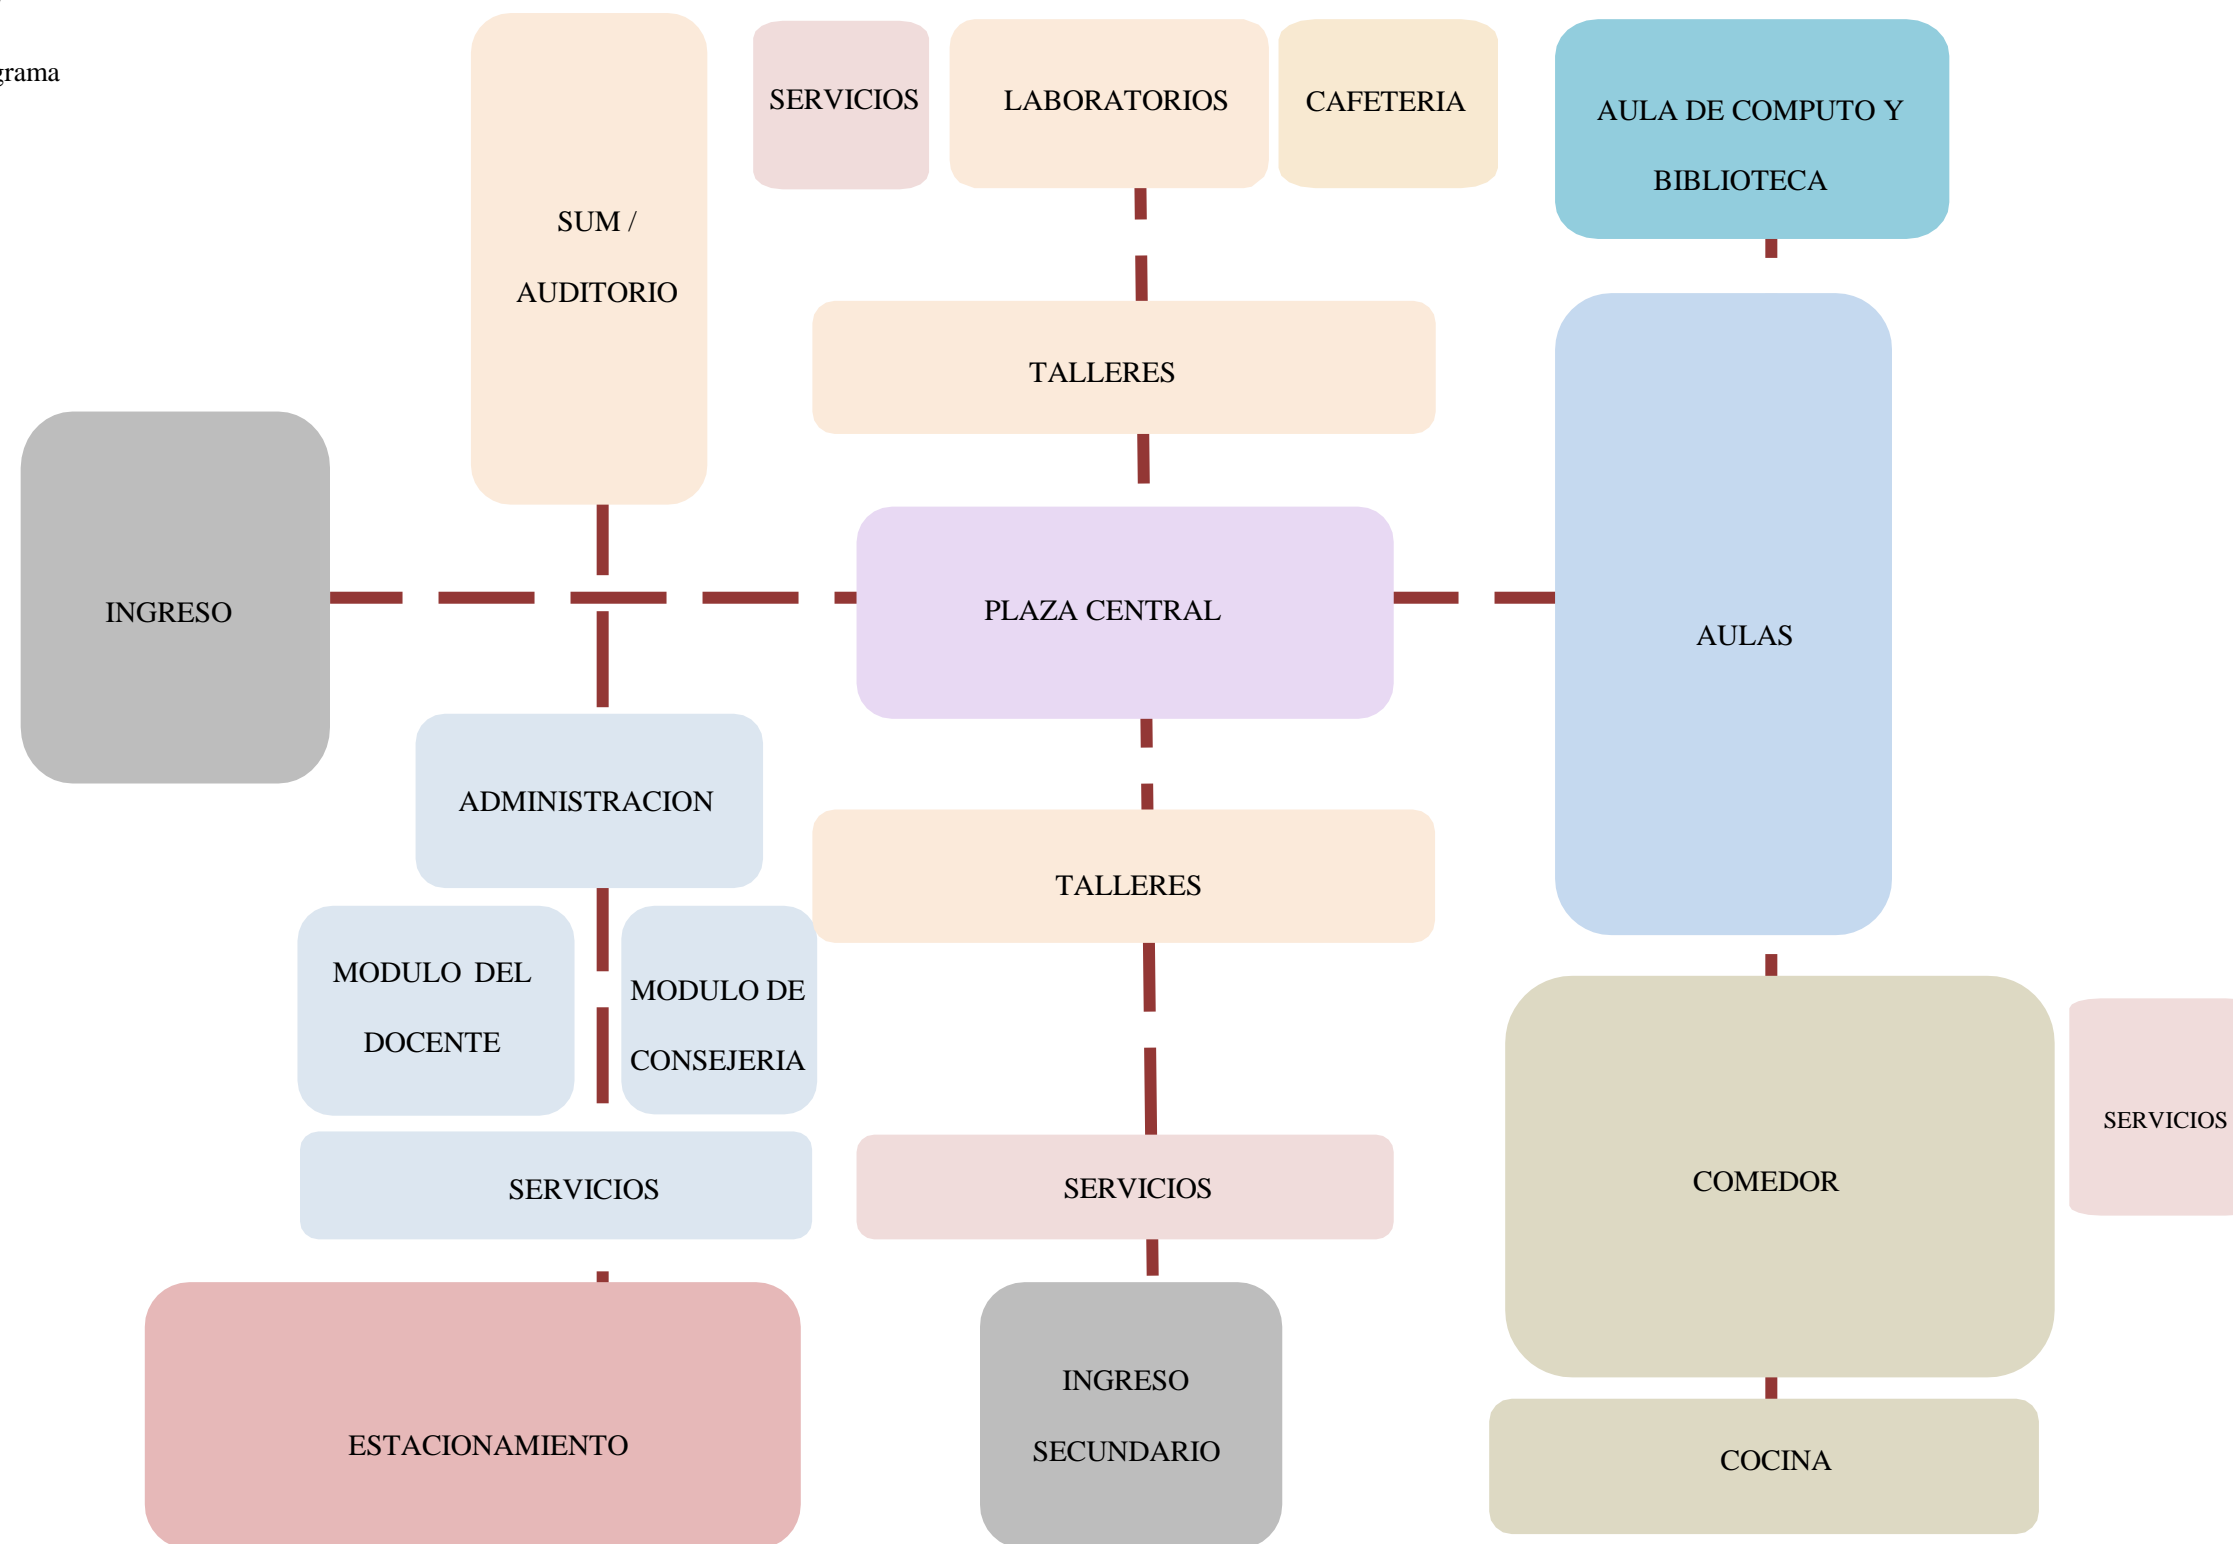 grama
SERVICIOS
LABORATORIOS
CAFETERIA
AULA DE COMPUTO Y
BIBLIOTECA
SUM /
AUDITORIO
TALLERES
INGRESO
PLAZA CENTRAL
AULAS
ADMINISTRACION
TALLERES
MODULO DEL
DOCENTE
MODULO DE
CONSEJERIA
SERVICIOS
SERVICIOS
COMEDOR
SERVICIOS
ESTACIONAMIENTO
INGRESO
SECUNDARIO
COCINA